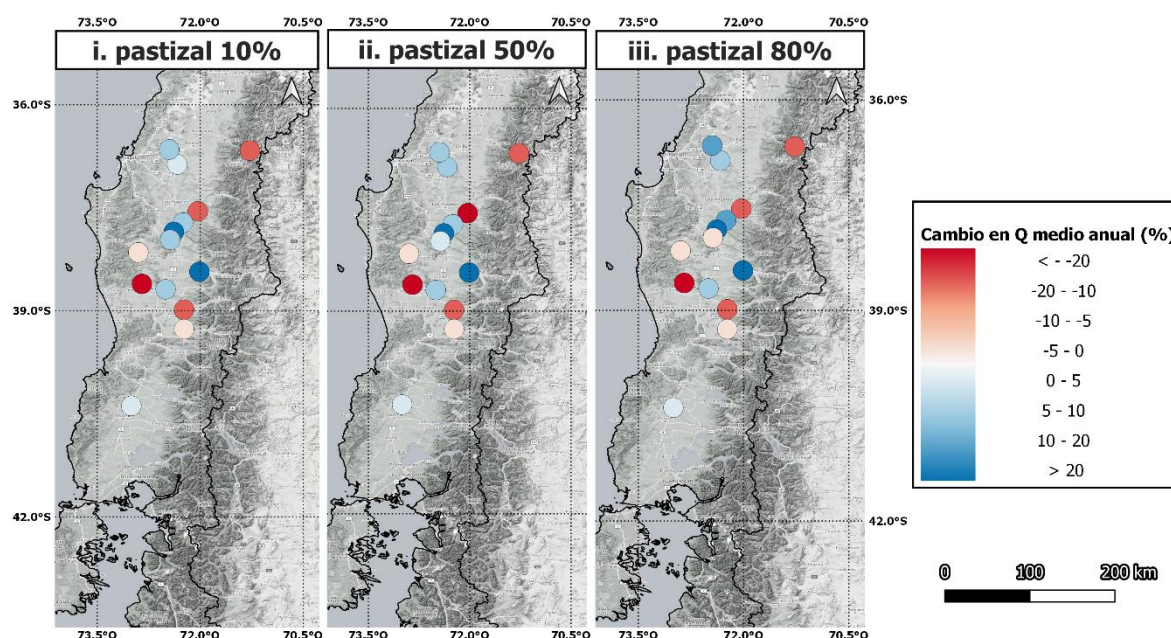 73.5°S 72.0°S 70.5°S 73.5°S 72.0°S 70.5°S 73.5°S 72.0°S 70.5°S
i. pastizal 10% ii. pastizal 50% iii. pastizal 80%
36.0°S 36.0°S
39.0°S 39.0°S
42.0°S 42.0°S
73.5°S 72.0°S 70.5°S 73.5°S 72.0°S 70.5°S 73.5°S 72.0°S 70.5°S
Cambio en Q medio anual (%)
< --20
-20 - -10
-10 - -5
-5 - 0
0 - 5
5 - 10
10 - 20
> 20
0 100 200 km